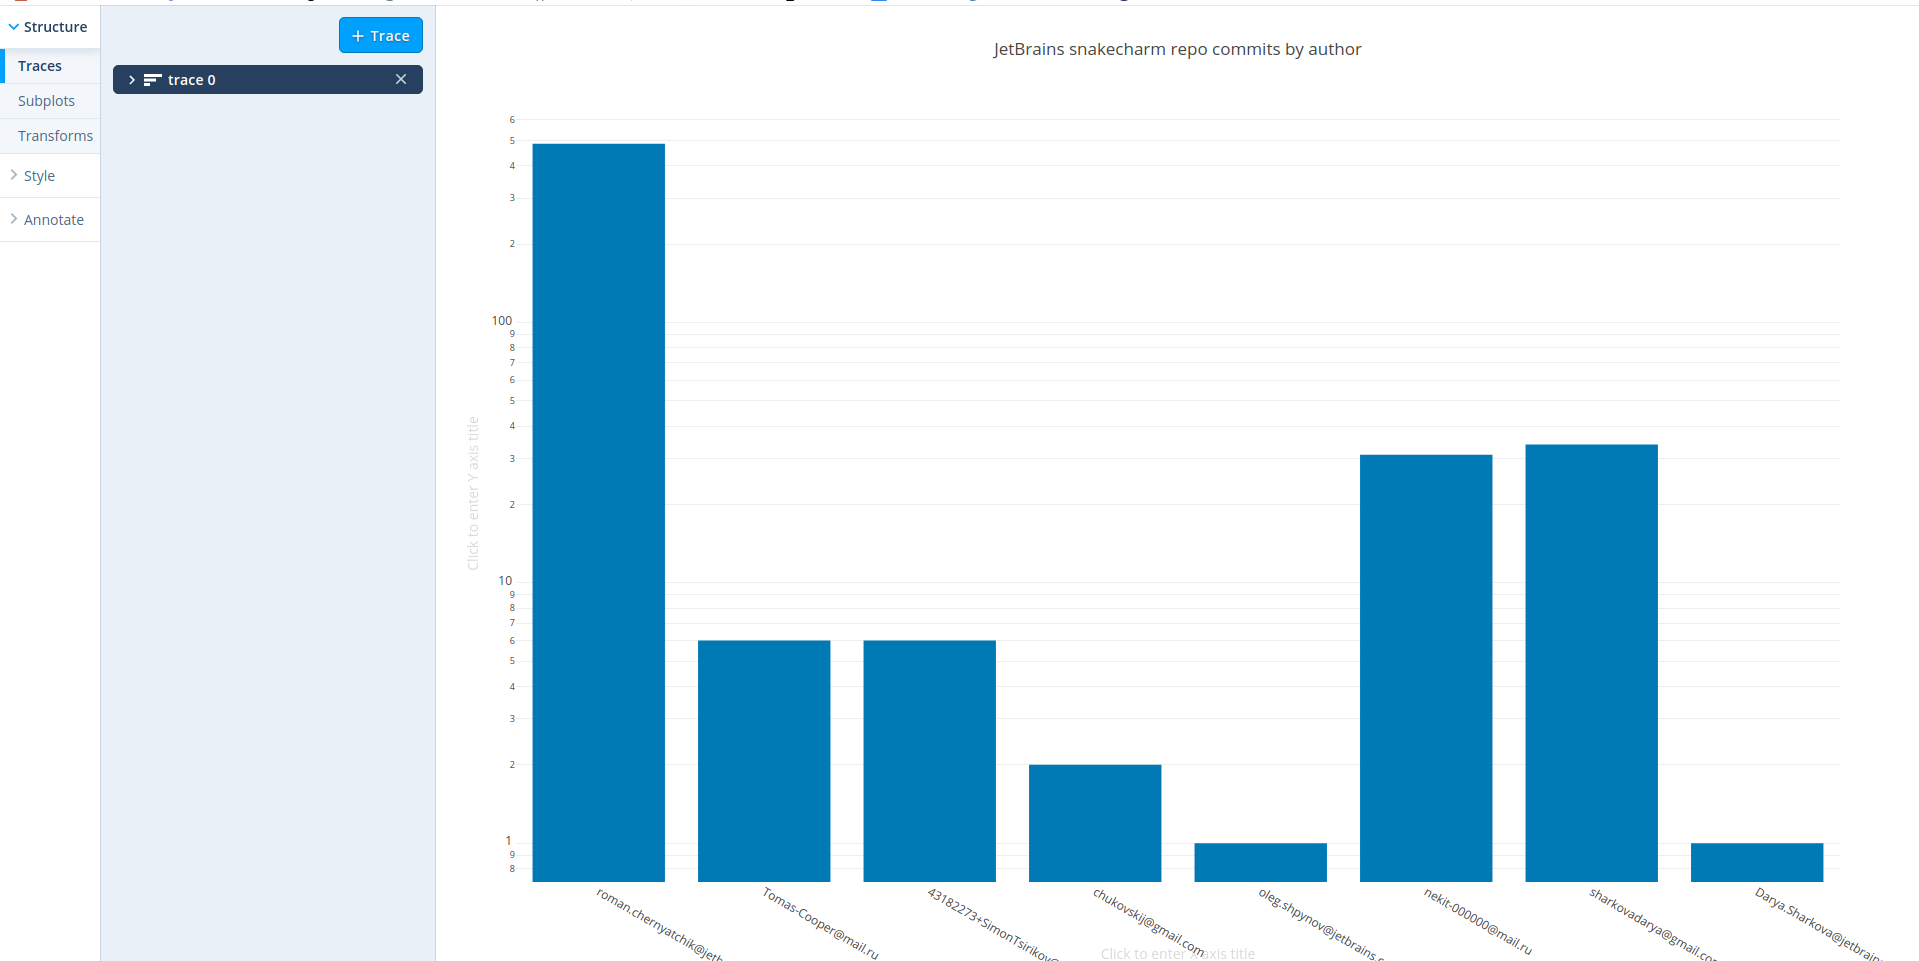 Structure
Traces
Subplots
Transforms
Style
Annotate
+ Trace
trace 0
JetBrains snakecharm repo commits by author
Click to enter Y axis title
6
5
4
3
2
100
9
8
7
6
5
4
3
2
10
9
8
7
6
5
4
3
2
1
9
8
roman.chernyatchik@jetb
Tomas-Cooper@mail.ru
43182273+SimonTsirikov@
chukovskij@gmail.com
oleg.shpynov@jetbrains.c
nekit-000000@mail.ru
sharkovadarya@gmail.com
Darya.Sharkova@jetbrain
Click to enter X axis title